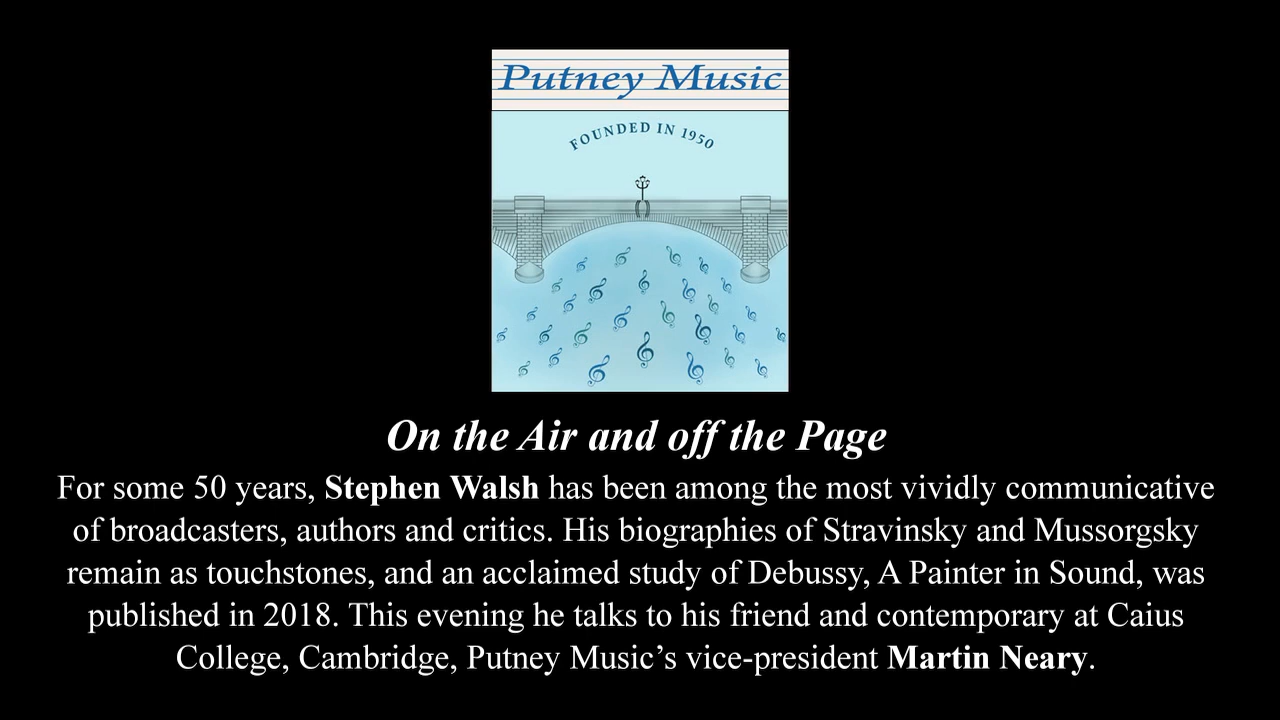 Putney Music
FOUNDED IN 1950
On the Air and off the Page
For some 50 years, Stephen Walsh has been among the most vividly communicative
of broadcasters, authors and critics. His biographies of Stravinsky and Mussorgsky
remain as touchstones, and an acclaimed study of Debussy, A Painter in Sound, was
published in 2018. This evening he talks to his friend and contemporary at Caius
College, Cambridge, Putney Music’s vice-president Martin Neary.